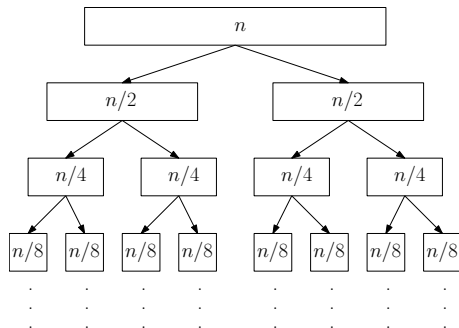 n
n/2 n/2
n/4 n/4 n/4 n/4
n/8 n/8 n/8 n/8 n/8 n/8 n/8 n/8
. . . . . . . .
. . . . . . . .
. . . . . . . .